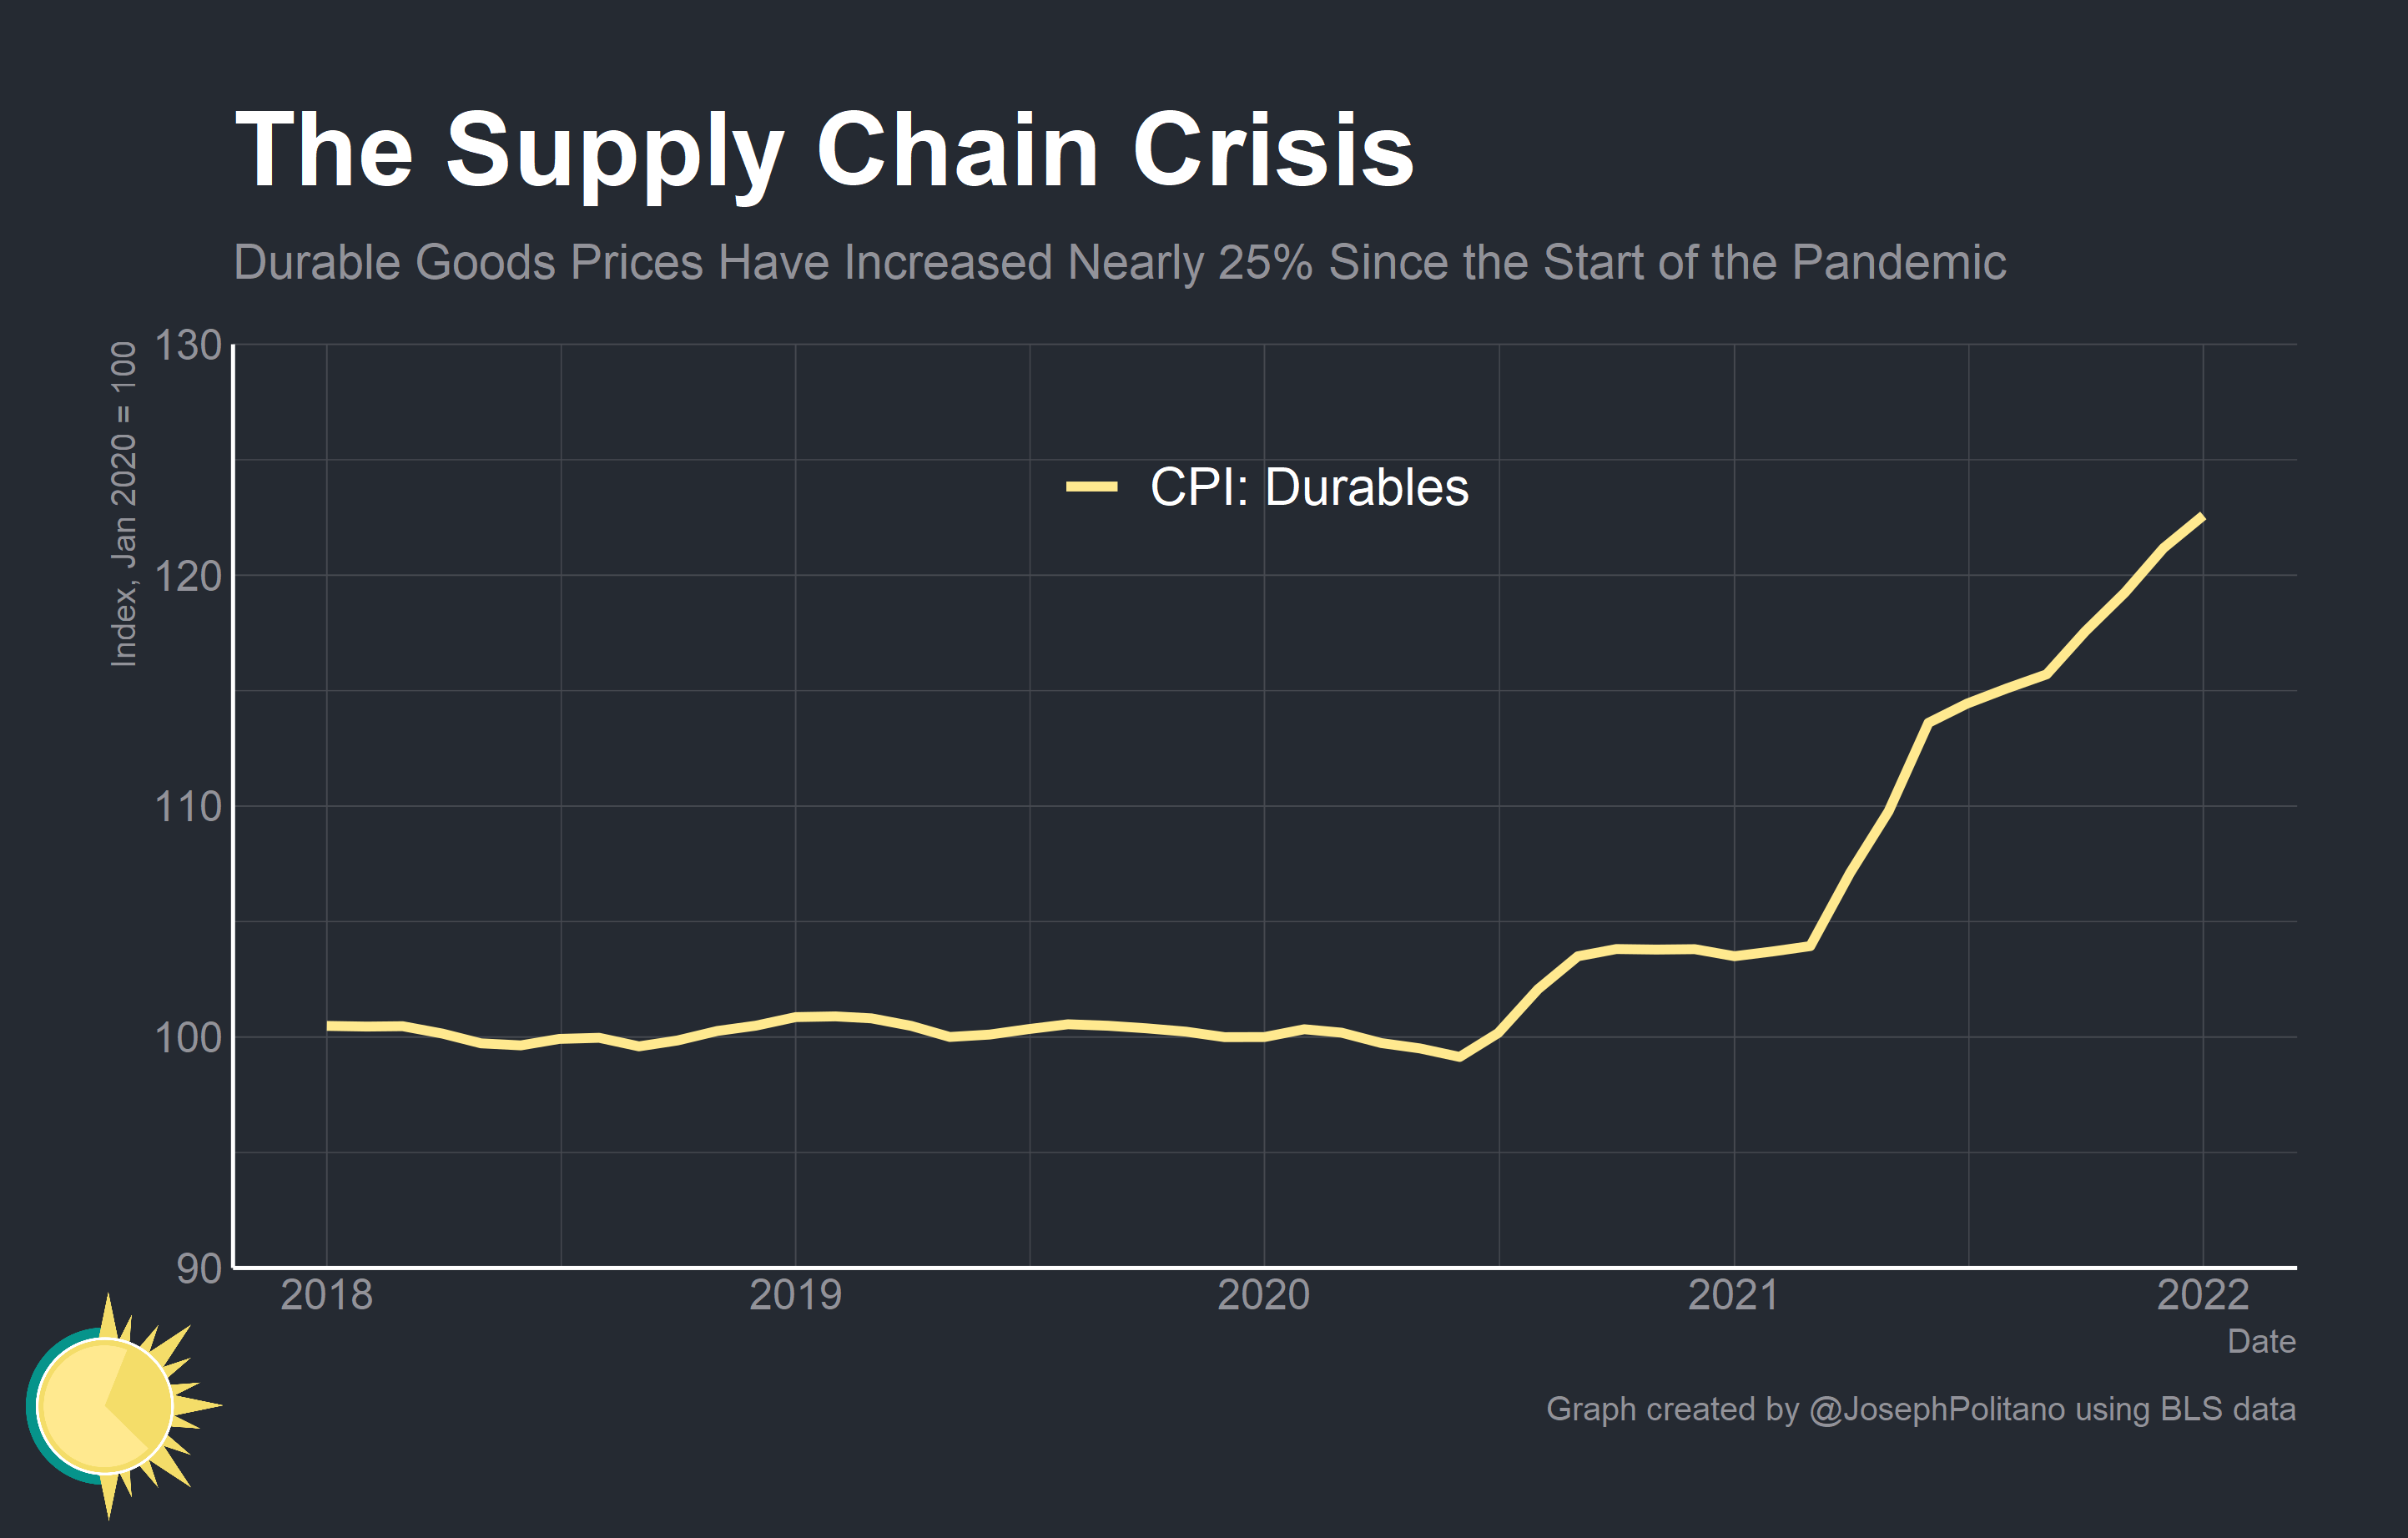 The Supply Chain Crisis
Durable Goods Prices Have Increased Nearly 25% Since the Start of the Pandemic
Index, Jan 2020 = 100
130
120
110
100
90
CPI: Durables
2018 2019 2020 2021 2022
Date
Graph created by @JosephPolitano using BLS data